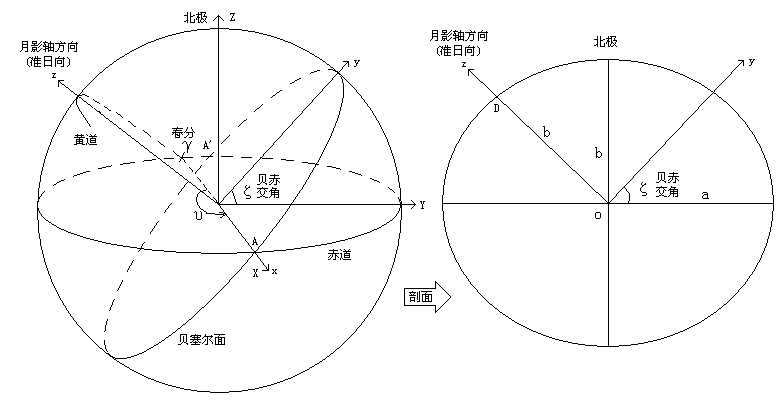 北极 Z
月影轴方向
(准日向)
z
y
黄道
春分
γ
A'
贝赤
交角
ζ
Y
υ
A
X
x
赤道
贝塞尔面
剖面
月影轴方向
(准日向)
z
北极
y
D
b
b
贝赤
交角
ζ
a
O